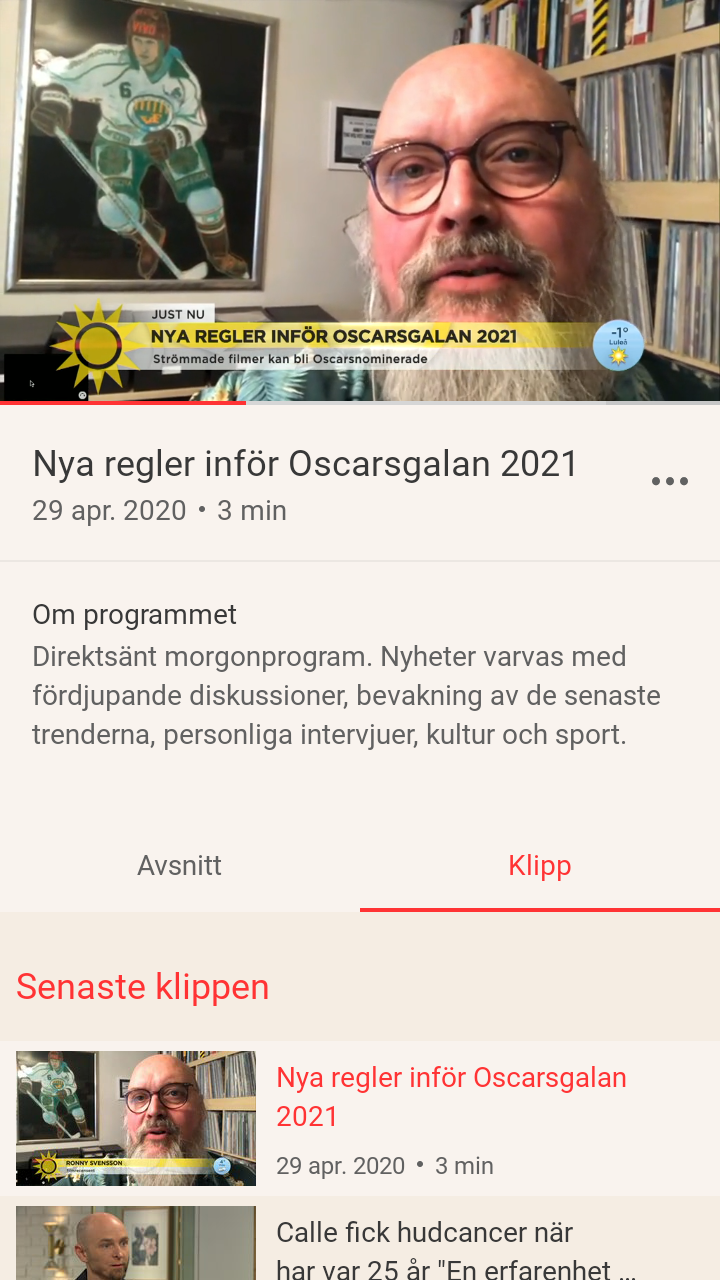 JUST NU
NYA REGLER INFÖR OSCARSGALAN 2021
Strömmade filmer kan bli Oscarsnominerade
-1°
Luleå
6
Nya regler inför Oscarsgalan 2021
29 apr. 2020 • 3 min
Om programmet
Direktsänt morgonprogram. Nyheter varvas med
fördjupande diskussioner, bevakning av de senaste
trenderna, personliga intervjuer, kultur och sport.
Avsnitt
Klipp
Senaste klippen
RONNY SVENSSON
Nya regler inför Oscarsgalan
2021
29 apr. 2020 • 3 min
Calle fick hudcancer när
har var 25 år "En erfarenhet ...